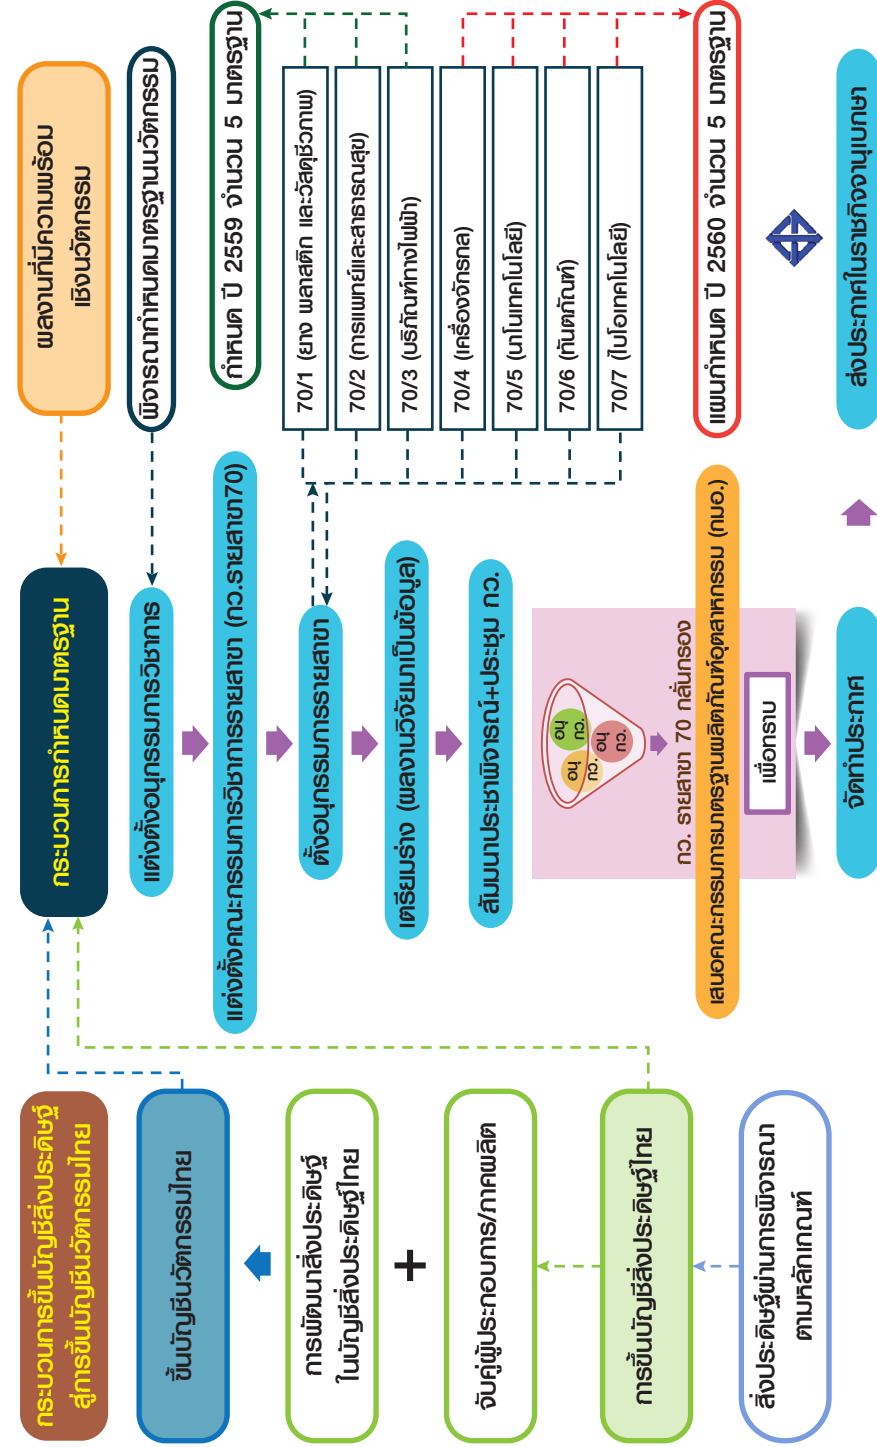 กระบวนการขึ้นบัญชีสิ่งประดิษฐ์
สู่การขึ้นบัญชีนวัตกรรมไทย
ขึ้นบัญชีนวัตกรรมไทย
การพัฒนาสิ่งประดิษฐ์
ในบัญชีสิ่งประดิษฐ์ไทย
+
จับคู่ผู้ประกอบการ/ภาคผลิต
การขึ้นบัญชีสิ่งประดิษฐ์ไทย
สิ่งประดิษฐ์ผ่านการพิจารณา
ตามหลักเกณฑ์
กระบวนการกำหนดมาตรฐาน
แต่งตั้งอนุกรรมการวิชาการ
แต่งตั้งคณะกรรมการวิชาการรายสาขา (กว.รายสาขา70)
ตั้งอนุกรรมการรายสาขา
เตรียมร่าง (ผลงานวิจัยมาเป็นข้อมูล)
สัมมนาประชาพิจารณ์+ประชุม กว.
อนุ กว.
อนุ กว.
อนุ กว.
กว. รายสาขา 70 กลั่นกรอง
เสนอคณะกรรมการมาตรฐานผลิตภัณฑ์อุตสาหกรรม (กมอ.)
เพื่อทราบ
จัดทำประกาศ
ผลงานที่มีความพร้อม
เชิงนวัตกรรม
พิจารณากำหนดมาตรฐานนวัตกรรม
กำหนด ปี 2559 จำนวน 5 มาตรฐาน
70/1 (ยาง พลาสติก และวัสดุชีวภาพ)
70/2 (การแพทย์และสาธารณสุข)
70/3 (บริภัณฑ์ทางไฟฟ้า)
70/4 (เครื่องจักรกล)
70/5 (นาโนเทคโนโลยี)
70/6 (ทันตภัณฑ์)
70/7 (ไบโอเทคโนโลยี)
แผนกำหนด ปี 2560 จำนวน 5 มาตรฐาน
ส่งประกาศในราชกิจจานุเบกษา